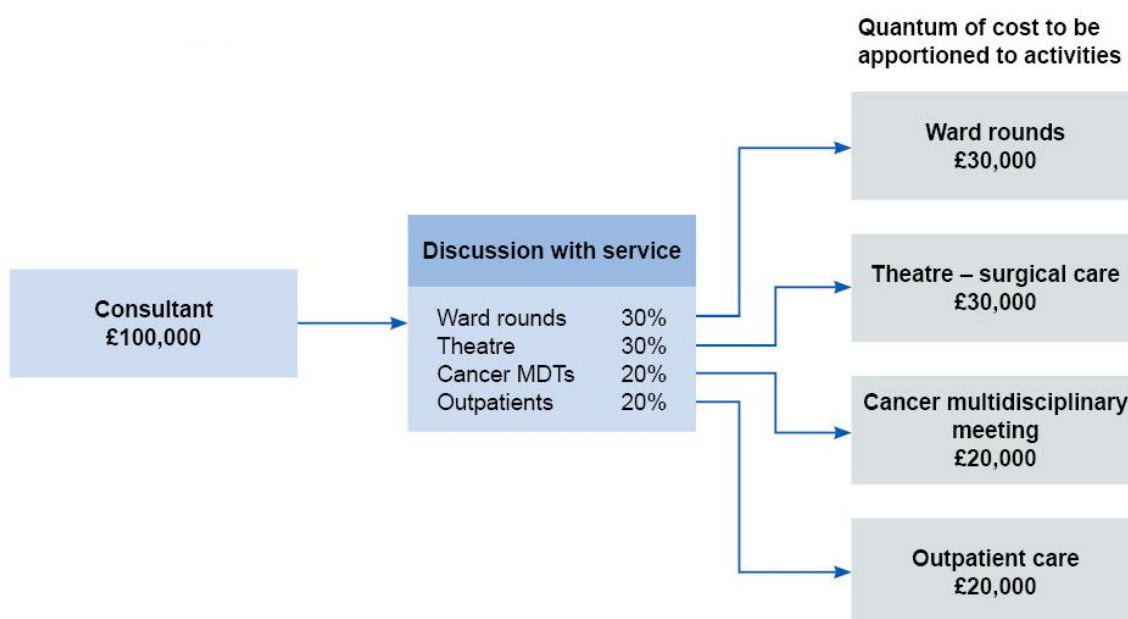 Quantum of cost to be
apportioned to activities
Consultant
£100,000
Discussion with service
Ward rounds 30%
Theatre 30%
Cancer MDTs 20%
Outpatients 20%
Ward rounds
£30,000
Theatre – surgical care
£30,000
Cancer multidisciplinary
meeting
£20,000
Outpatient care
£20,000